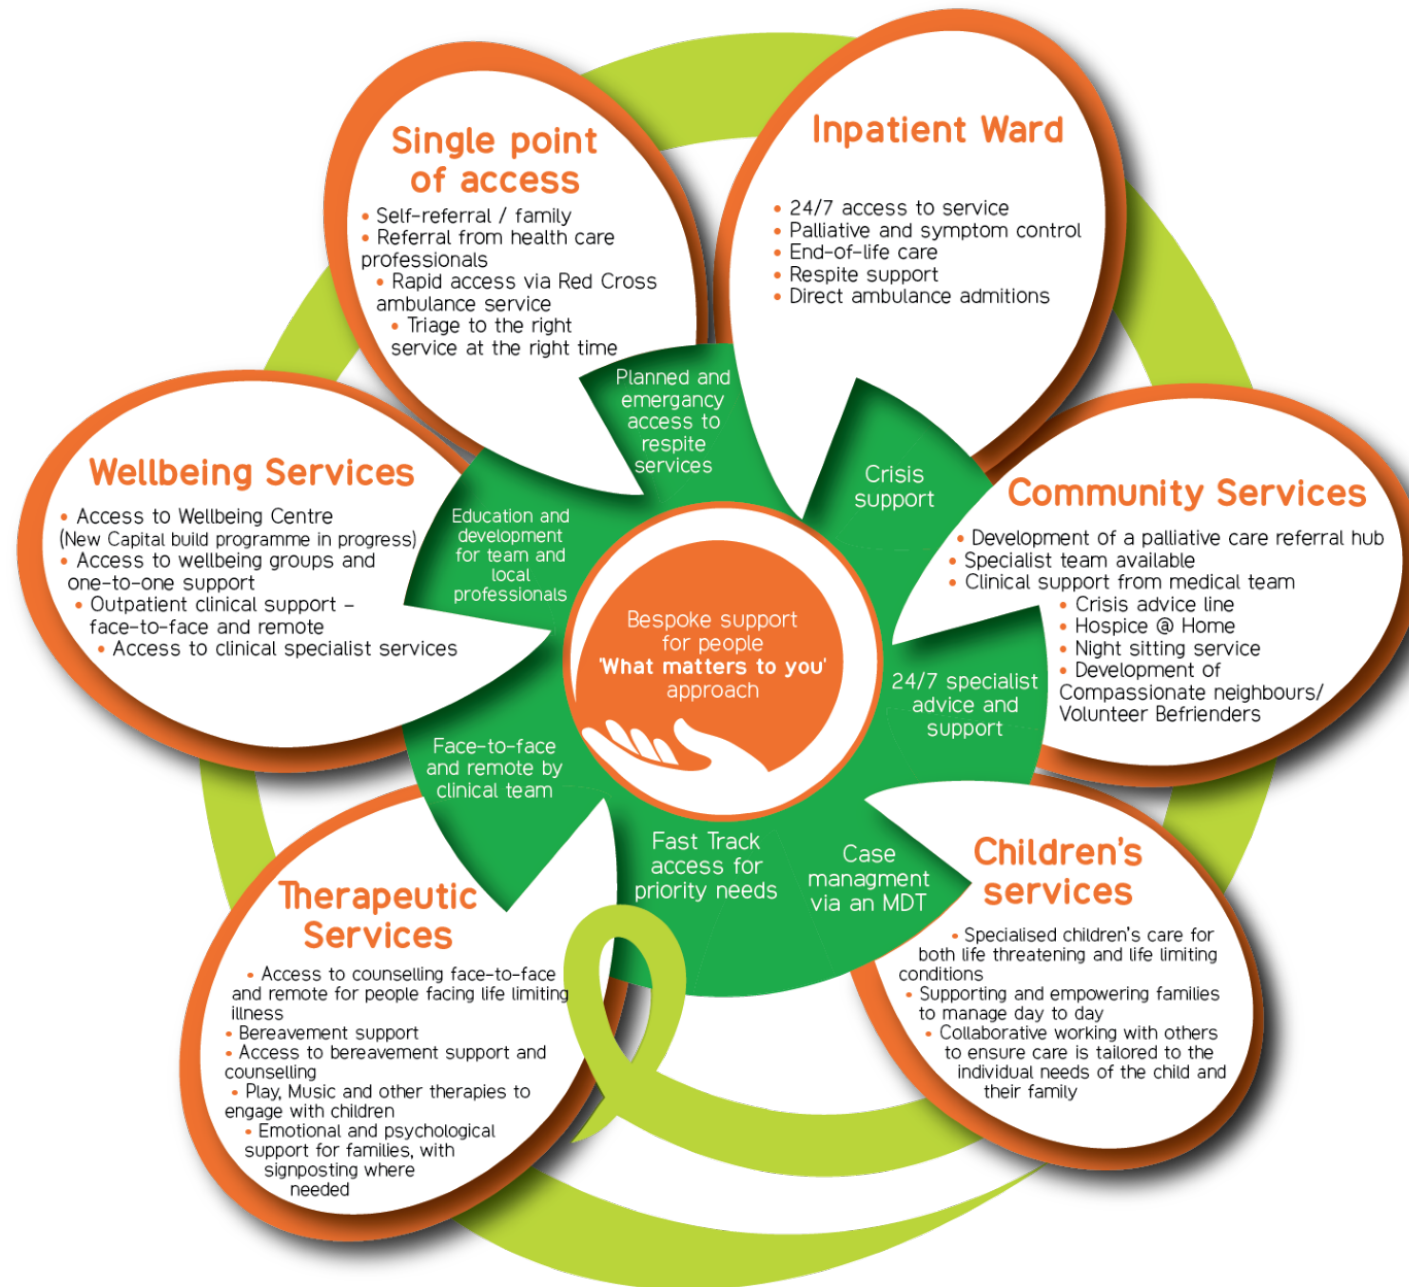 Single point
of access
• Self-referral / family
• Referral from health care
professionals
• Rapid access via Red Cross
ambulance service
• Triage to the right
service at the right time
Inpatient Ward
• 24/7 access to service
• Palliative and symptom control
• End-of-life care
• Respite support
• Direct ambulance admitions
Wellbeing Services
• Access to Wellbeing Centre
(New Capital build programme in progress)
• Access to wellbeing groups and
one-to-one support
• Outpatient clinical support –
face-to-face and remote
• Access to clinical specialist services
Community Services
• Development of a palliative care referral hub
• Specialist team available
• Clinical support from medical team
• Crisis advice line
• Hospice @ Home
• Night sitting service
• Development of
Compassionate neighbours/
Volunteer Befrienders
Therapeutic
Services
• Access to counselling face-to-face
and remote for people facing life limiting
illness
• Bereavement support
• Access to bereavement support and
counselling
• Play, Music and other therapies to
engage with children
• Emotional and psychological
support for families, with
signposting where
needed
Children's
services
• Specialised children's care for
both life threatening and life limiting
conditions
• Supporting and empowering families
to manage day to day
• Collaborative working with others
to ensure care is tailored to the
individual needs of the child and
their family
Planned and
emergancy
access to
respite
services
Crisis
support
24/7 specialist
advice and
support
Case
managment
via an MDT
Fast Track
access for
priority needs
Face-to-face
and remote by
clinical team
Education and
development
for team and
local
professionals
Bespoke support
for people
'What matters to you'
approach